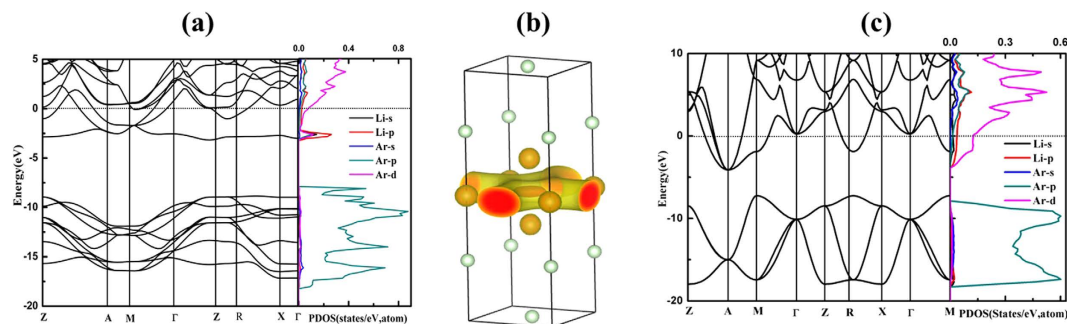 (a)
0.0 0.4 0.8
5
0
-5
-10
-15
-20
Energy(eV)
Li-s
Li-p
Ar-s
Ar-p
Ar-d
Z A M Γ Z R X Γ
PDOS(states/eV,atom)
(b)
(c)
0.0 0.3 0.6
10
0
-10
-20
Energy(eV)
Li-s
Li-p
Ar-s
Ar-p
Ar-d
Z A M Γ Z R X Γ M
PDOS(States/eV,atom)